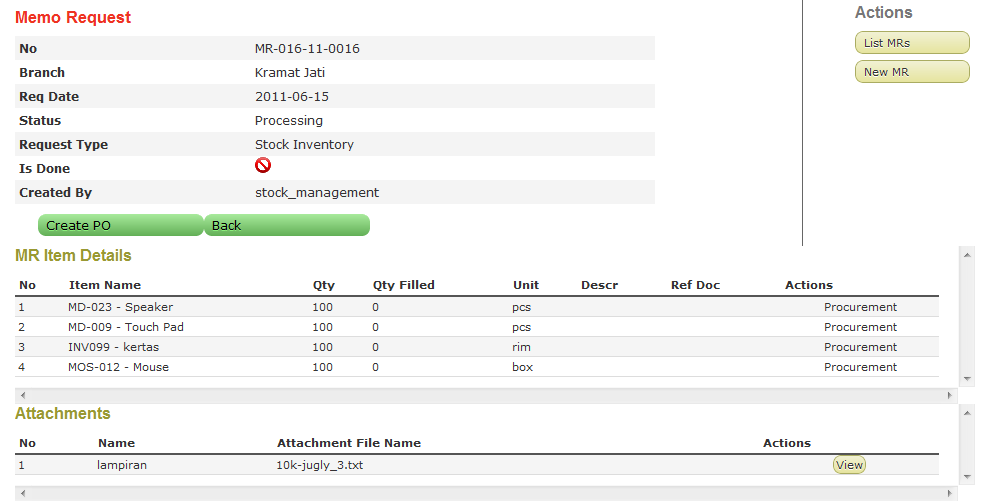 Memo Request
No MR-016-11-0016
Branch Kramat Jati
Req Date 2011-06-15
Status Processing
Request Type Stock Inventory
Is Done
Created By stock_management
Create PO Back
Actions
List MRs
New MR
MR Item Details
No Item Name Qty Qty Filled Unit Descr Ref Doc Actions
1 MD-023 - Speaker 100 0 pcs Procurement
2 MD-009 - Touch Pad 100 0 pcs Procurement
3 INV099 - kertas 100 0 rim Procurement
4 MOS-012 - Mouse 100 0 box Procurement
Attachments
No Name Attachment File Name Actions
1 lampiran 10k-jugly_3.txt View